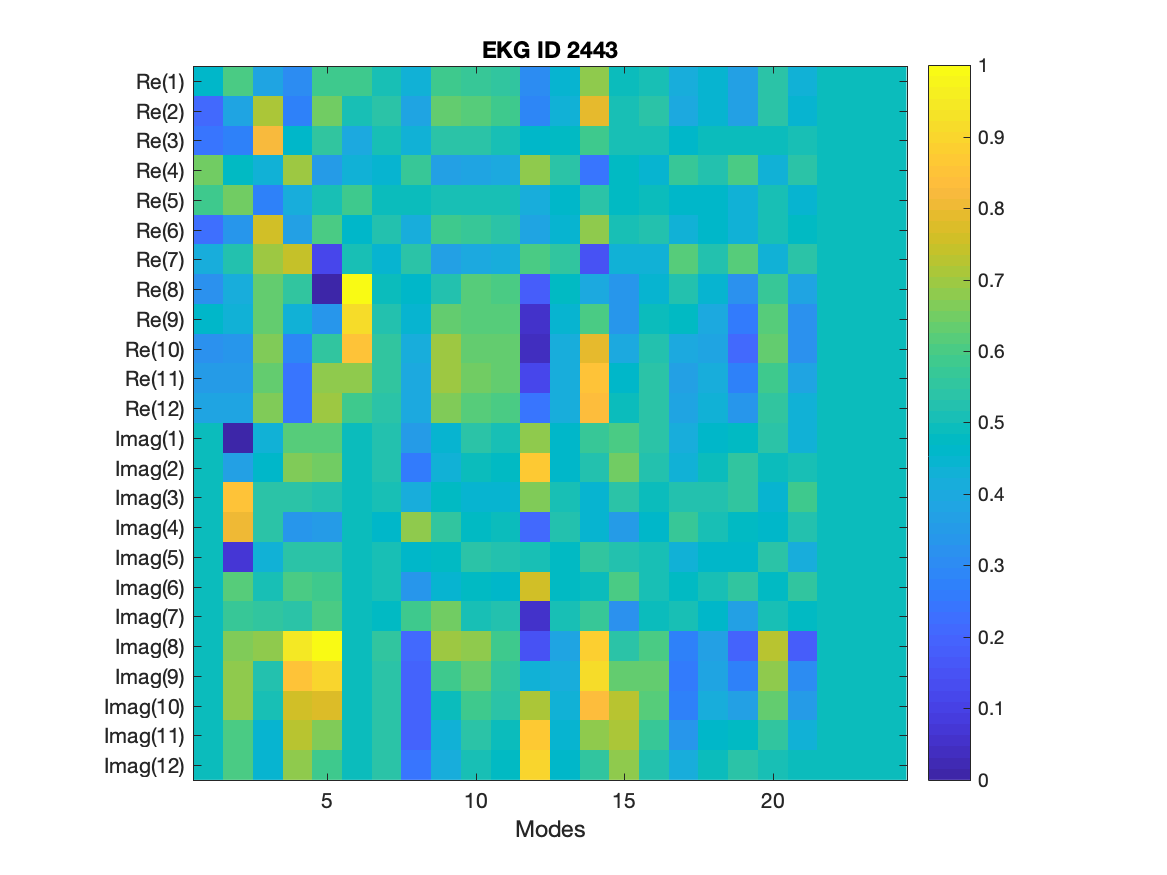 EKG ID 2443
Re(1)
Re(2)
Re(3)
Re(4)
Re(5)
Re(6)
Re(7)
Re(8)
Re(9)
Re(10)
Re(11)
Re(12)
Imag(1)
Imag(2)
Imag(3)
Imag(4)
Imag(5)
Imag(6)
Imag(7)
Imag(8)
Imag(9)
Imag(10)
Imag(11)
Imag(12)
5 10 15 20
Modes
1
0.9
0.8
0.7
0.6
0.5
0.4
0.3
0.2
0.1
0